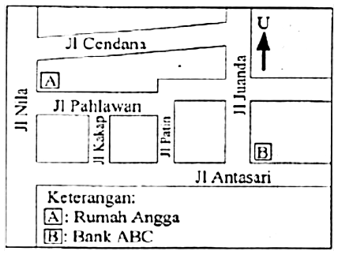 U
Jl Cendana
A
Jl Nila
Jl Pahlawan
Jl Juanda
Jl Kakap
Jl Patin
B
Jl Antasari
Keterangan:
A: Rumah Angga
B: Bank ABC